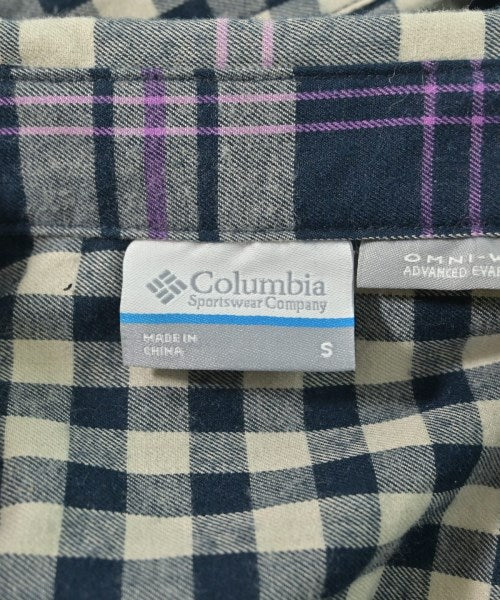 Columbia
Sportswear Company
MADE IN
CHINA
S
OMNI-W
ADVANCED EVA